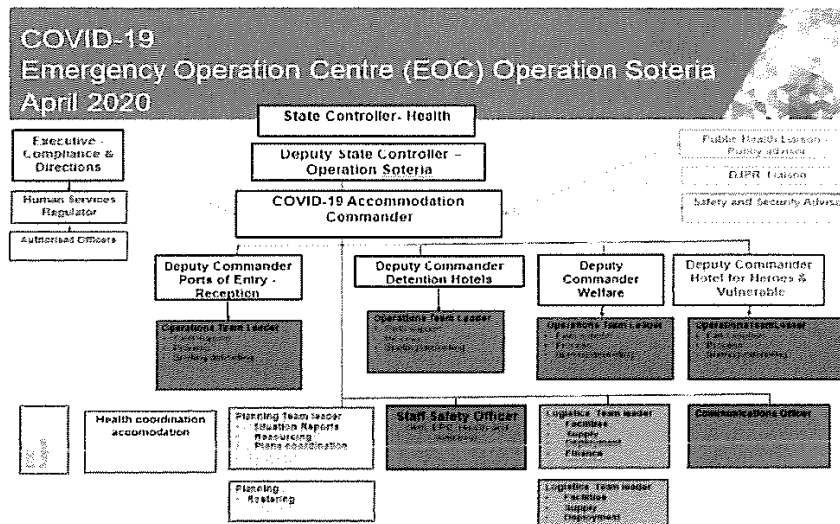 COVID-19
Emergency Operation Centre (EOC) Operation Soteria
April 2020
State Controller- Health
Deputy State Controller –
Operation Soteria
COVID-19 Accommodation
Commander
Executive -
Compliance &
Directions
Human Services
Regulator
Authorised Officers
Public Health Liaison -
DJPR Liaison
Safety and Security Advisor
Deputy Commander
Ports of Entry -
Reception
Operations Team Leader
Deputy Commander
Detention Hotels
Operations Team Leader
Deputy
Commander
Welfare
Operations Team Leader
Deputy Commander
Hotel for Heroes &
Vulnerable
Operations Team Leader
EOC
Support
Health coordination
accomodation
Planning Team leader
Situation Reports
Resourcing
Plans coordination
Planning
Rostering
Staff Safety Officer
Logistics Team leader
Facilities
Supply
Deployment
Finance
Logistics Team leader
Facilities
Supply
Deployment
Communications Officer